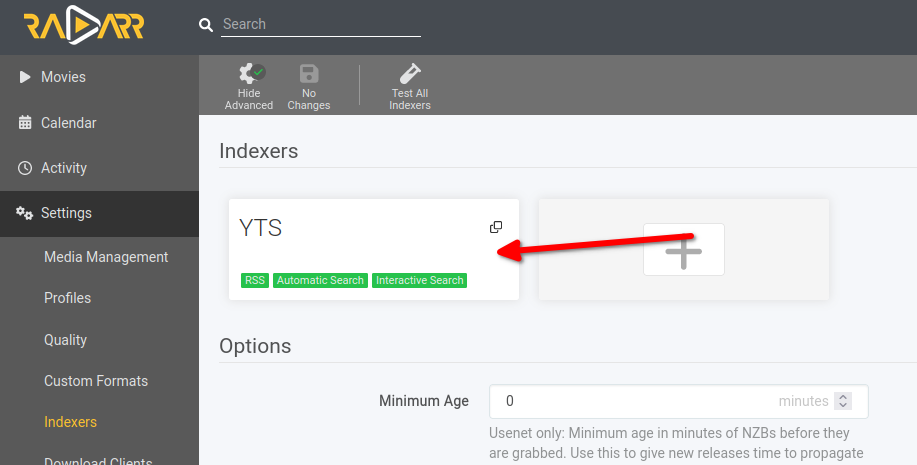 RADARR
Search
Movies
Calendar
Activity
Settings
Media Management
Profiles
Quality
Custom Formats
Indexers
Download Clients
Hide
Advanced
No
Changes
Test All
Indexers
Indexers
YTS
RSS Automatic Search Interactive Search
Options
Minimum Age 0 minutes
Usenet only: Minimum age in minutes of NZBs before they
are grabbed. Use this to give new releases time to propagate